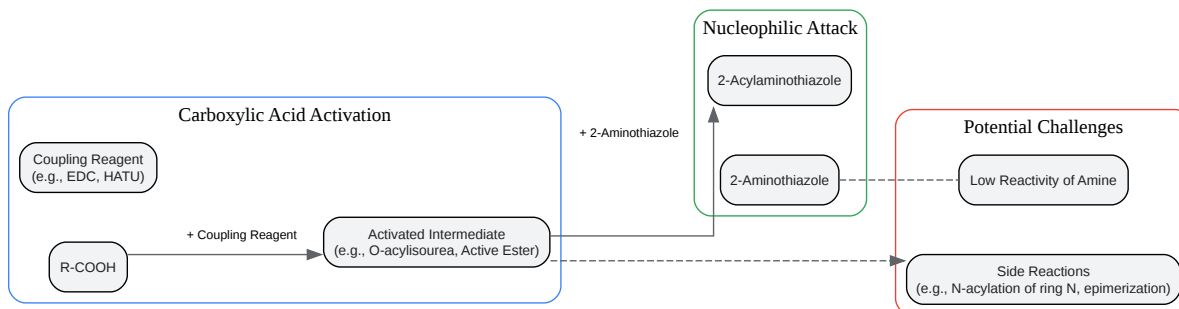 Carboxylic Acid Activation
Coupling Reagent
(e.g., EDC, HATU)
R-COOH
+ Coupling Reagent
Activated Intermediate
(e.g., O-acylisourea, Active Ester)
+ 2-Aminothiazole
Nucleophilic Attack
2-Acylaminothiazole
2-Aminothiazole
Potential Challenges
Low Reactivity of Amine
Side Reactions
(e.g., N-acylation of ring N, epimerization)